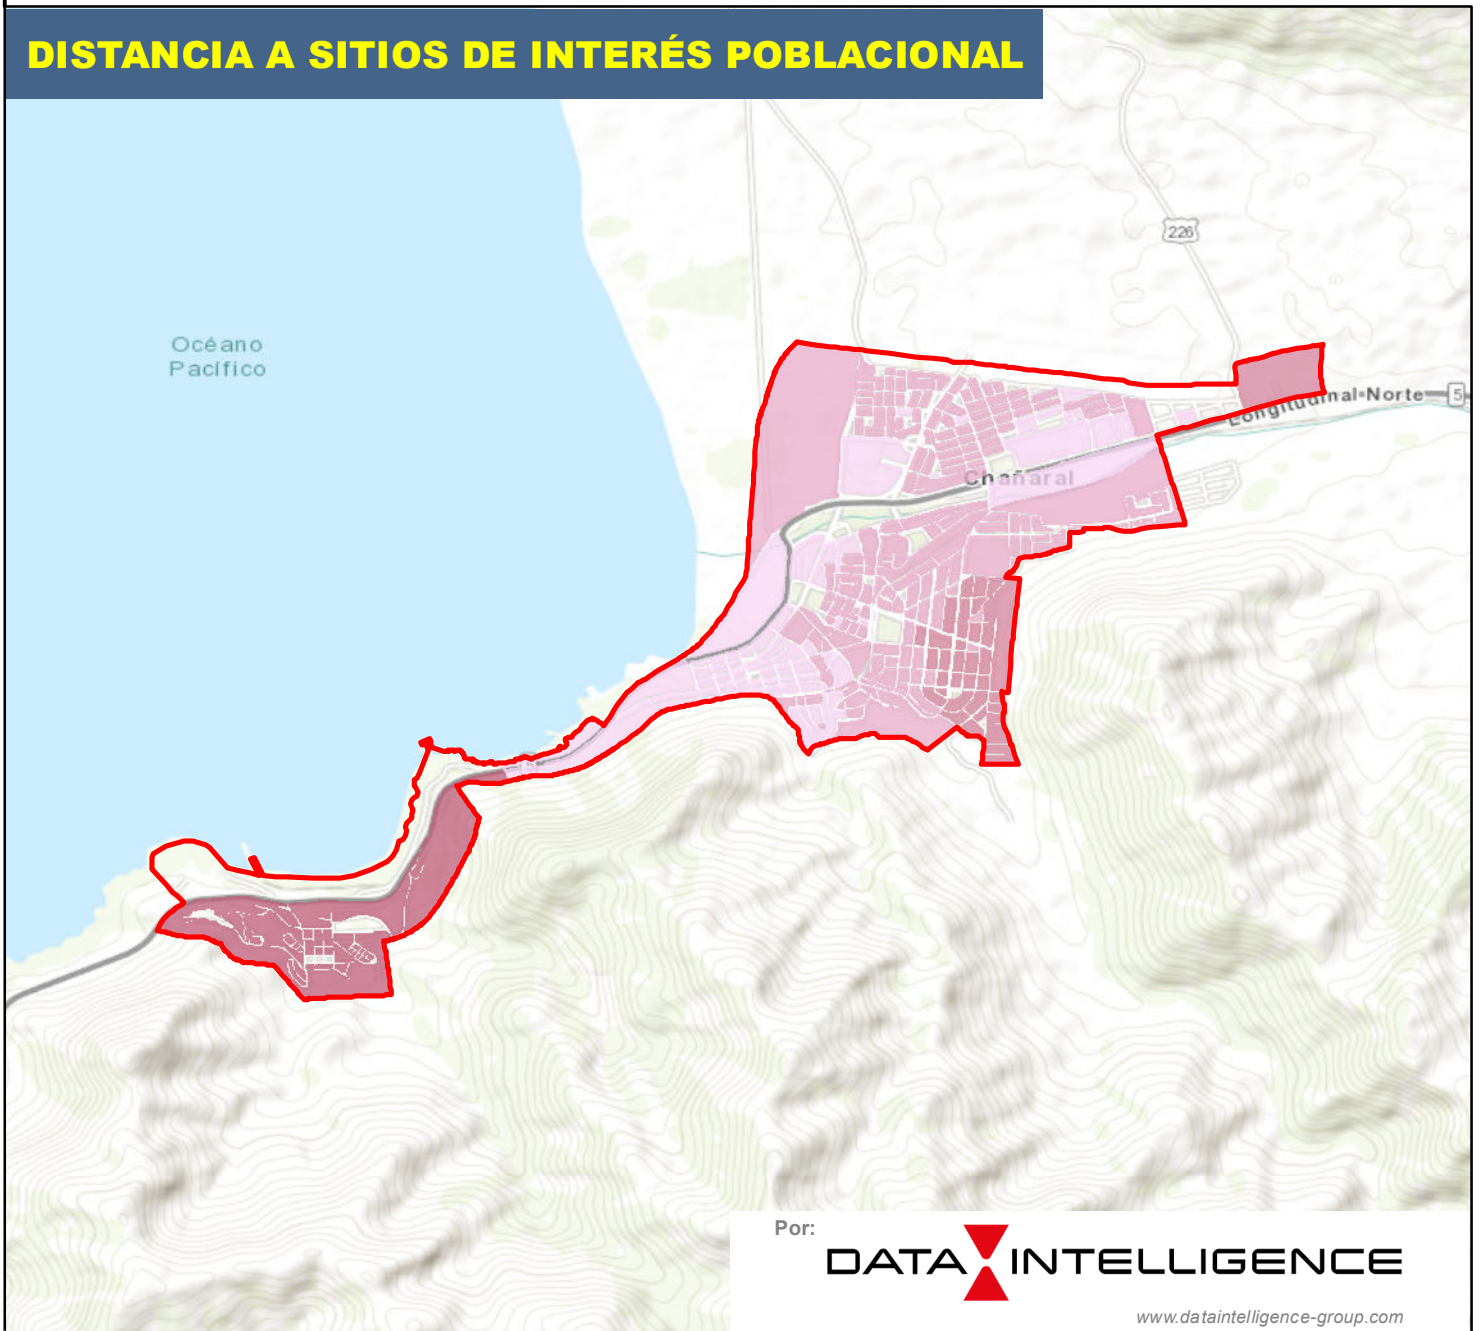 DISTANCIA A SITIOS DE INTERÉS POBLACIONAL
Océano
Pacífico
226
Longitudinal-Norte
5
Chañaral
Por:
DATA INTELLIGENCE
www.dataintelligence-group.com